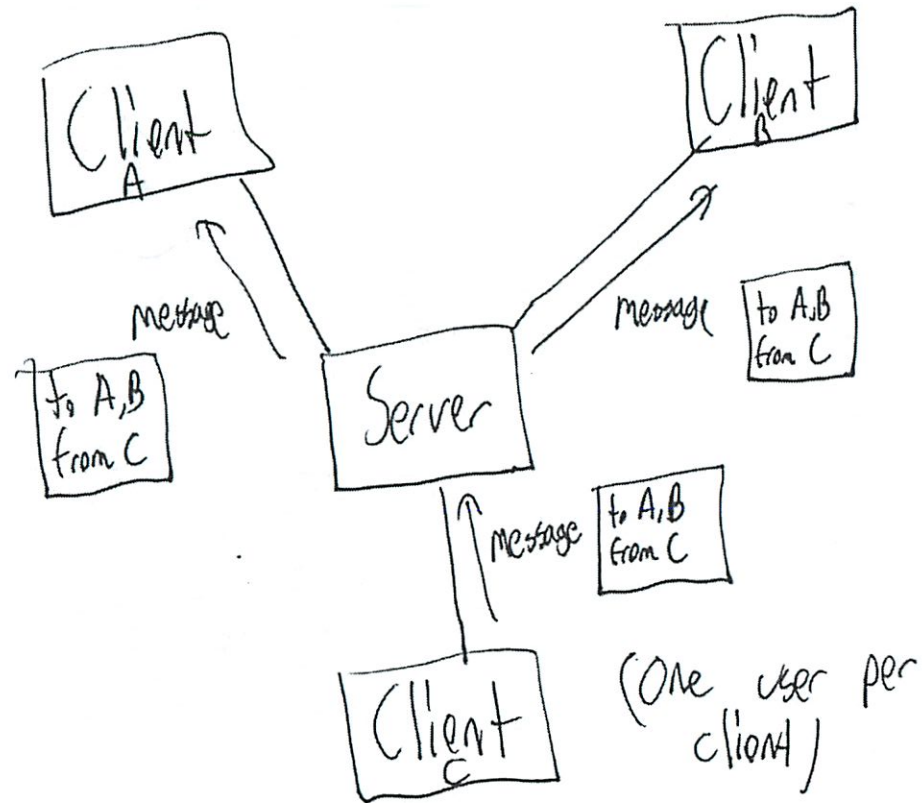 Client
A
Client
B
message
to A,B
from C
message
to A,B
from C
Server
message
to A,B
from C
Client
C
(One user per
client)